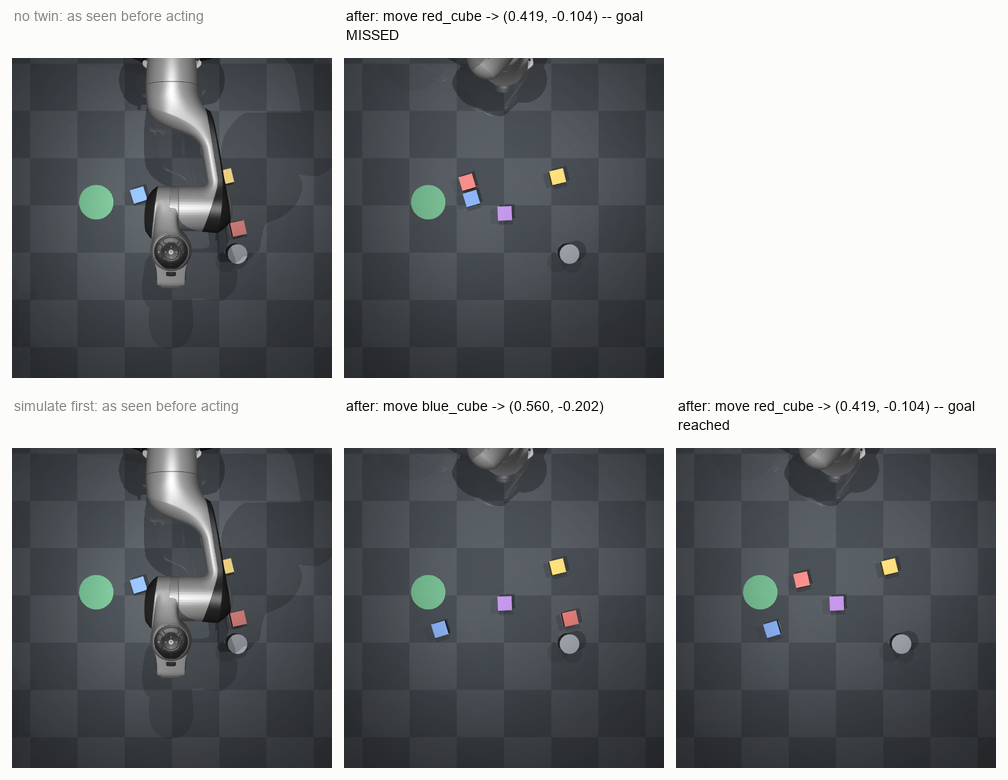 no twin: as seen before acting
after: move red_cube -> (0.419, -0.104) -- goal
MISSED
simulate first: as seen before acting
after: move blue_cube -> (0.560, -0.202)
after: move red_cube -> (0.419, -0.104) -- goal
reached